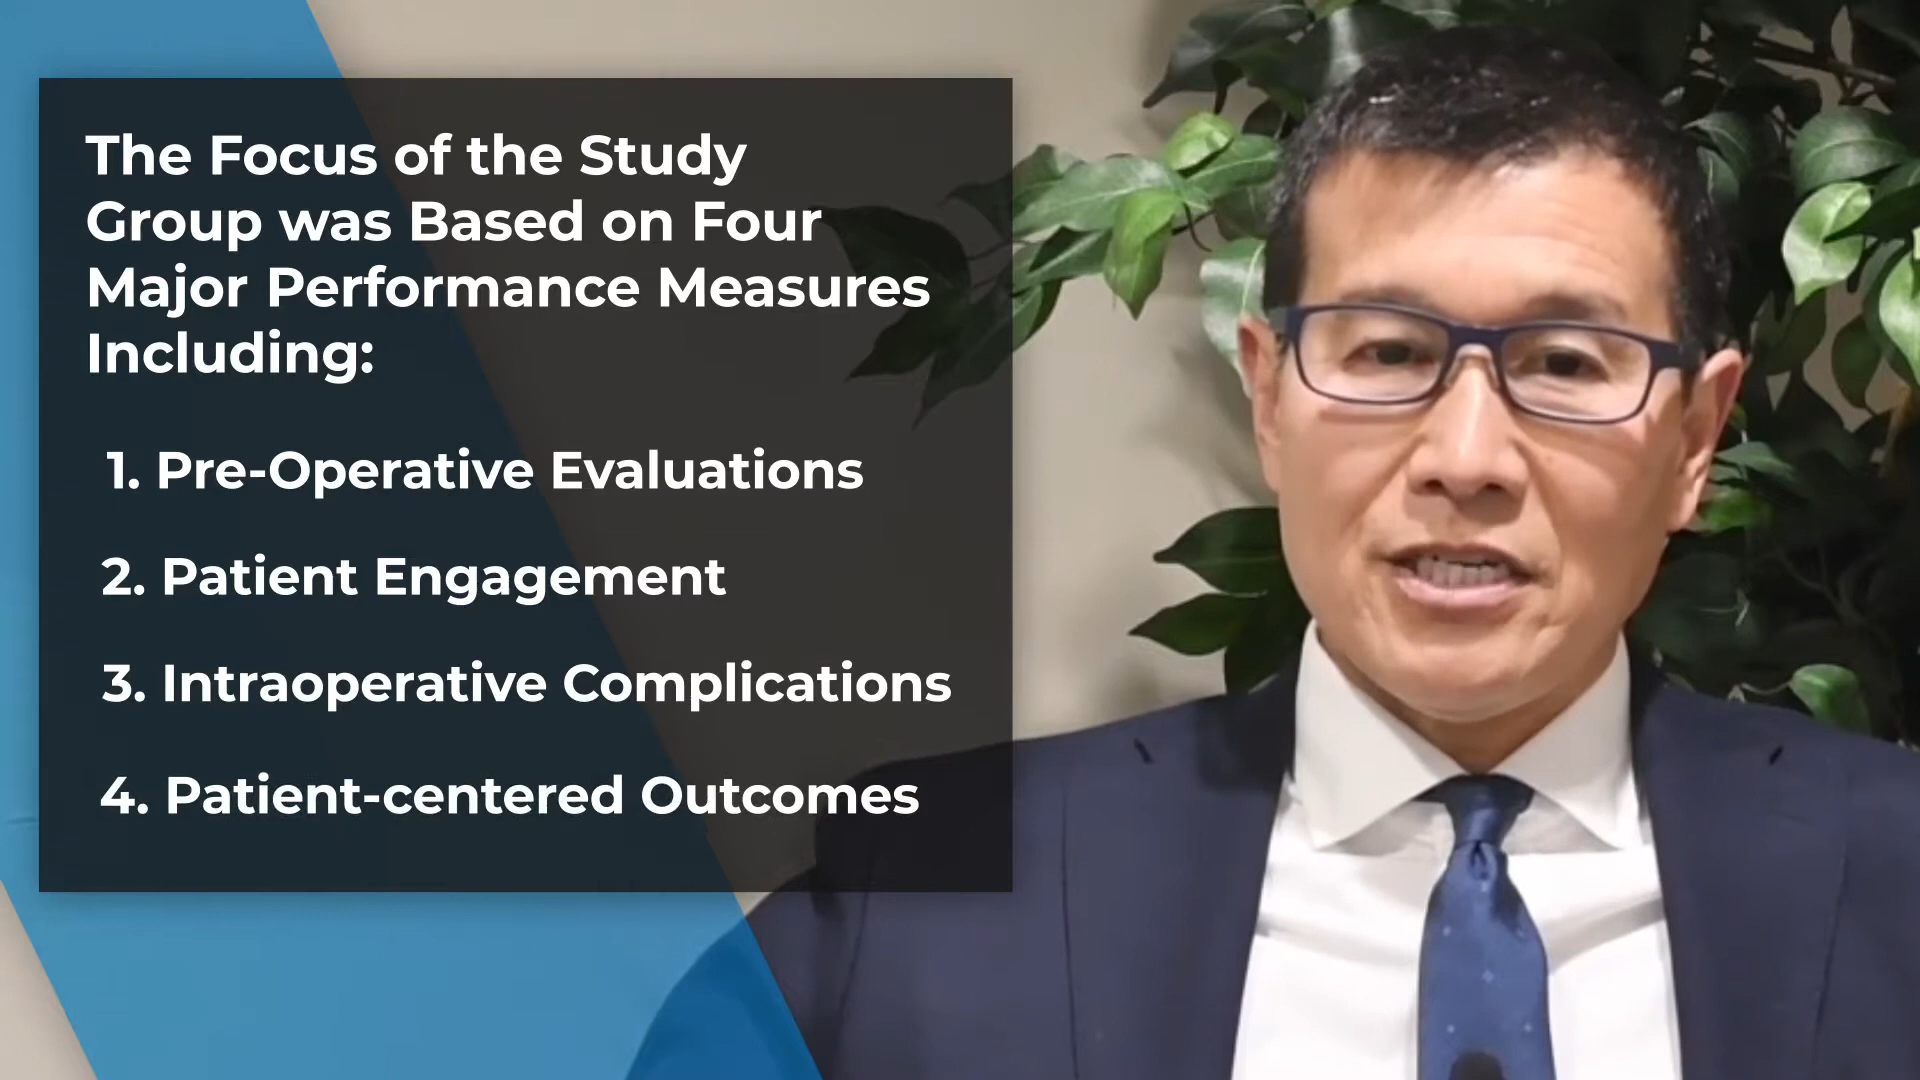 The Focus of the Study
Group was Based on Four
Major Performance Measures
Including:
1. Pre-Operative Evaluations
2. Patient Engagement
3. Intraoperative Complications
4. Patient-centered Outcomes